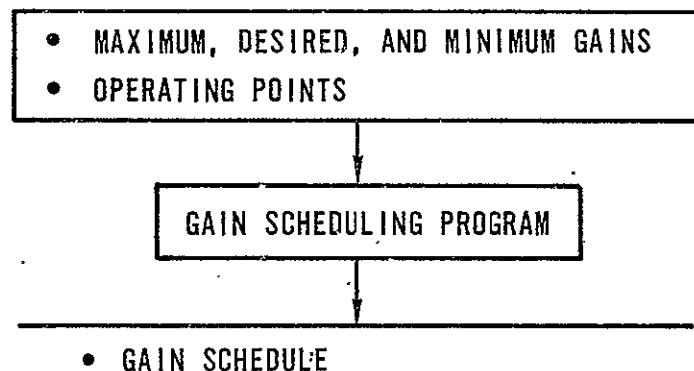 • MAXIMUM, DESIRED, AND MINIMUM GAINS
• OPERATING POINTS
GAIN SCHEDULING PROGRAM
• GAIN SCHEDULE